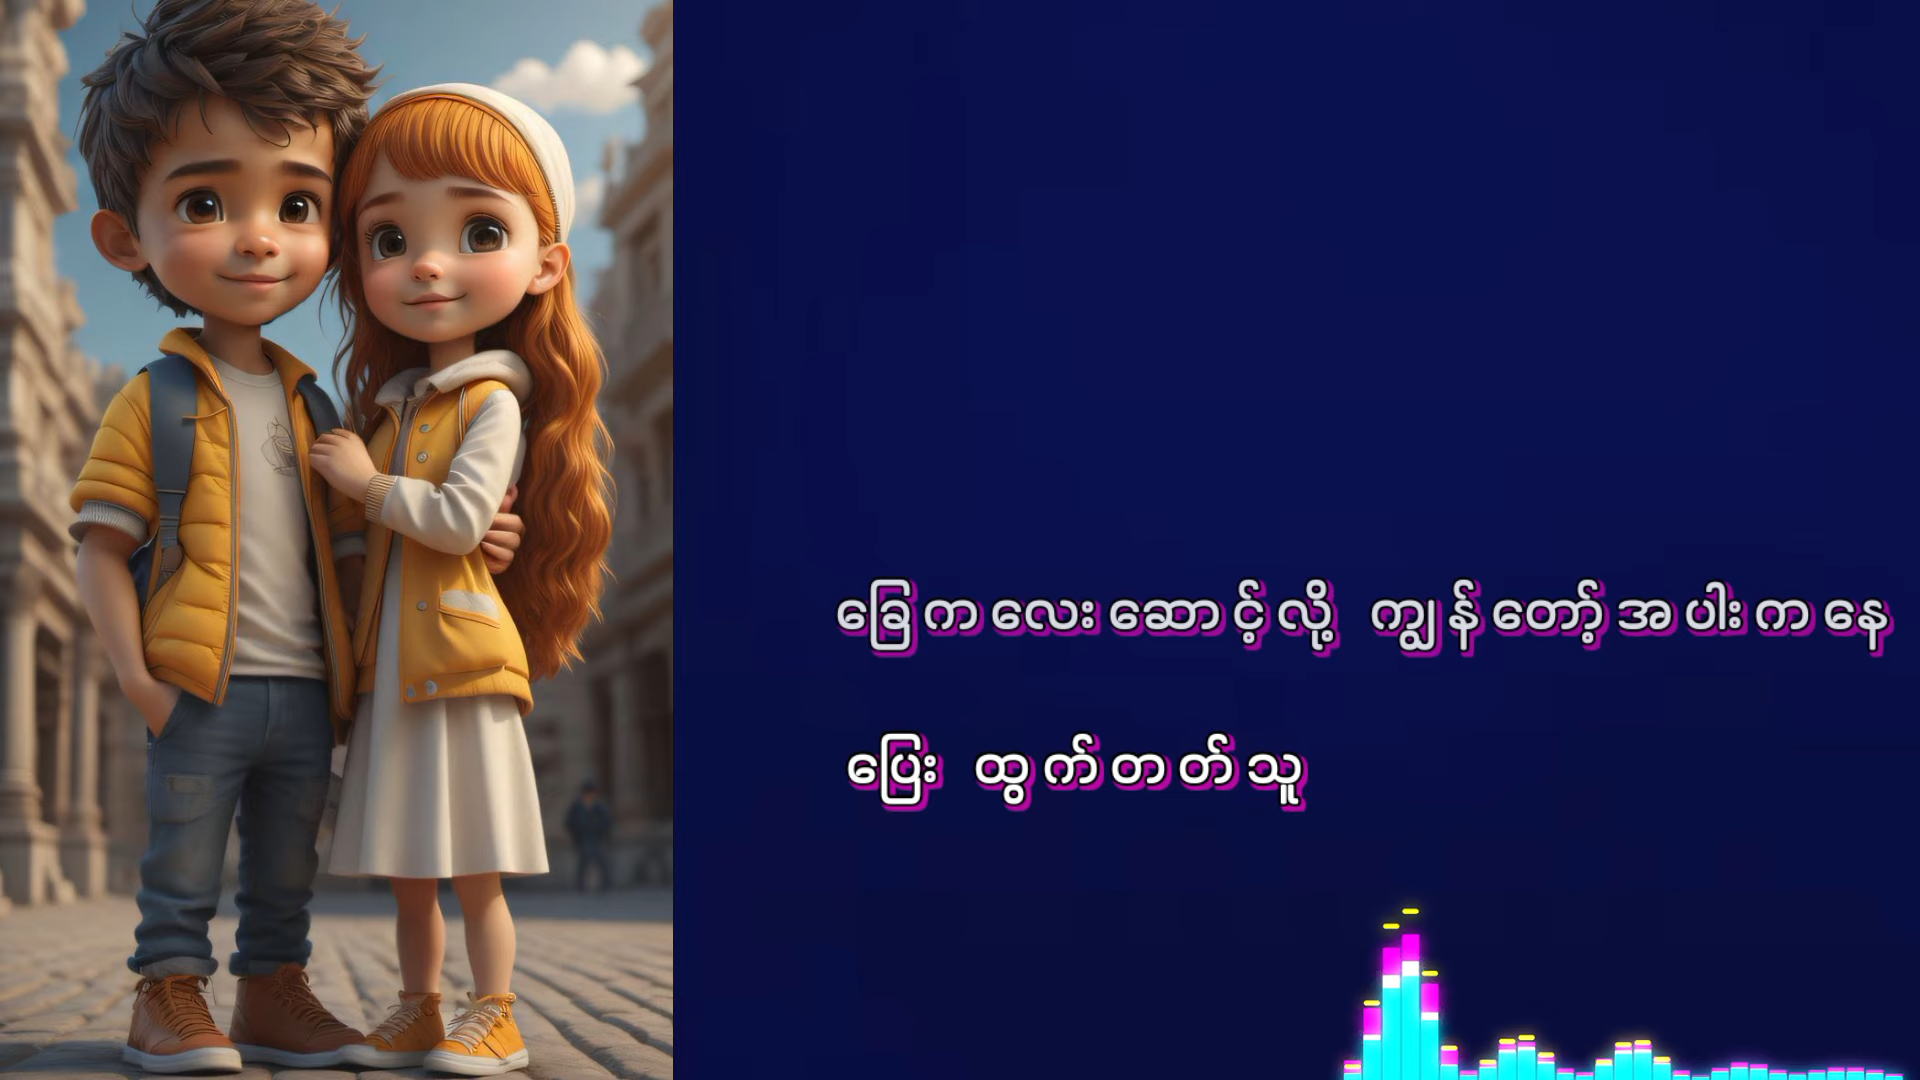 ခြေကလေးဆောင့်လို့ ကျွန်တော့်အပါးကနေ
ပြေး ထွက်တတ်သူ